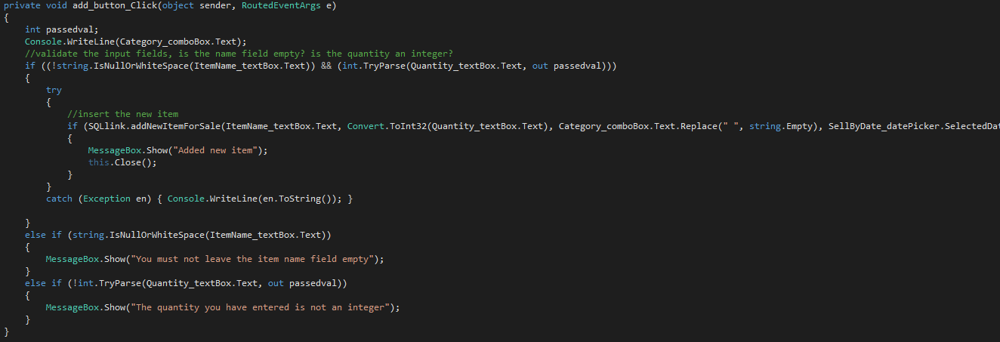 private void add_button_Click(object sender, RoutedEventArgs e)
{
    int passedval;
    Console.WriteLine(Category_comboBox.Text);
    //validate the input fields, is the name field empty? is the quantity an integer?
    if ((!string.IsNullOrWhiteSpace(ItemName_textBox.Text)) && (int.TryParse(Quantity_textBox.Text, out passedval)))
    {
        try
        {
            //insert the new item
            if (SQLlink.addNewItemForSale(ItemName_textBox.Text, Convert.ToInt32(Quantity_textBox.Text), Category_comboBox.Text.Replace(" ", string.Empty), SellByDate_datePicker.SelectedDat
            {
                MessageBox.Show("Added new item");
                this.Close();
            }
        }
        catch (Exception en) { Console.WriteLine(en.ToString()); }
    }
    else if (string.IsNullOrWhiteSpace(ItemName_textBox.Text))
    {
        MessageBox.Show("You must not leave the item name field empty");
    }
    else if (!int.TryParse(Quantity_textBox.Text, out passedval))
    {
        MessageBox.Show("The quantity you have entered is not an integer");
    }
}